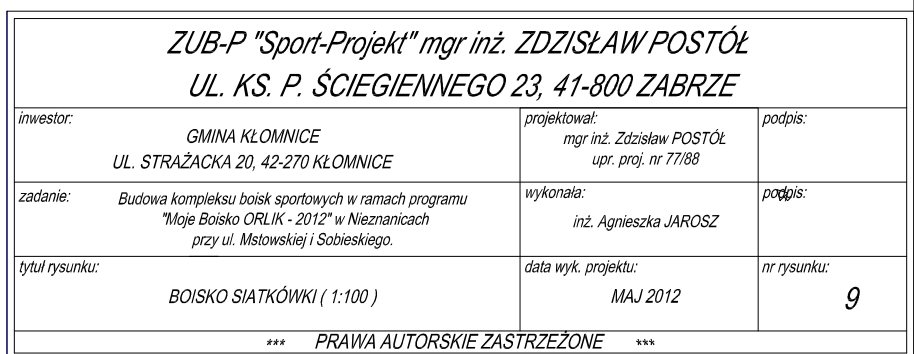 ZUB-P "Sport-Projekt" mgr inż. ZDZISŁAW POSTÓŁ
UL. KS. P. ŚCIEGIENNEGO 23, 41-800 ZABRZE
inwestor:
GMINA KŁOMNICE
UL. STRAŻACKA 20, 42-270 KŁOMNICE
projektował:
mgr inż. Zdzisław POSTÓŁ
upr. proj. nr 77/88
podpis:
zadanie:
Budowa kompleksu boisk sportowych w ramach programu
"Moje Boisko ORLIK - 2012" w Nieznanicach
przy ul. Mstowskiej i Sobieskiego.
wykonała:
inż. Agnieszka JAROSZ
podpis:
tytuł rysunku:
BOISKO SIATKÓWKI ( 1:100 )
data wyk. projektu:
MAJ 2012
nr rysunku:
9
*** PRAWA AUTORSKIE ZASTRZEŻONE ***